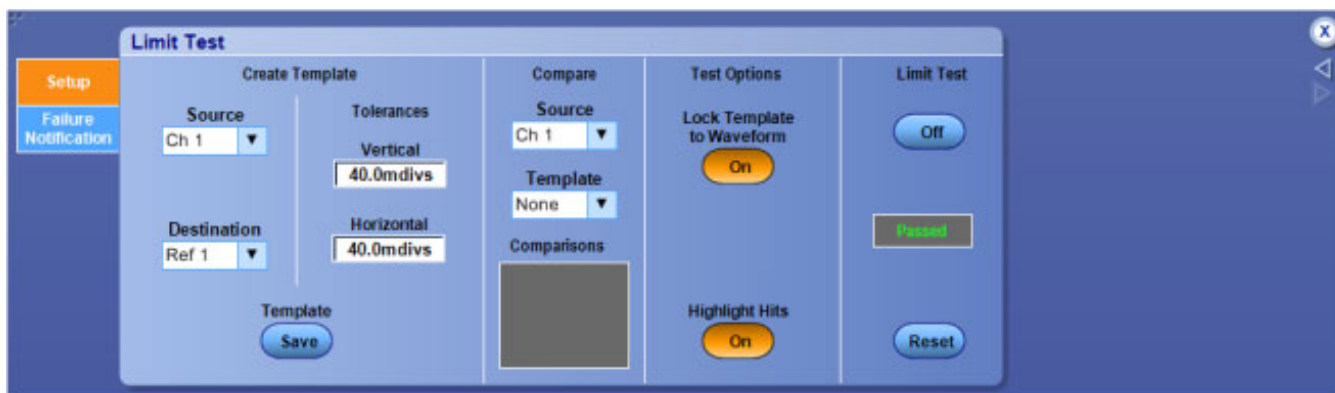 Limit Test
X
Setup
Failure
Notification
Create Template
Source
Ch 1
Destination
Ref 1
Tolerances
Vertical
40.0mdivs
Horizontal
40.0mdivs
Template
Save
Compare
Source
Ch 1
Template
None
Comparisons
Test Options
Lock Template
to Waveform
On
Highlight Hits
On
Limit Test
Off
Passed
Reset